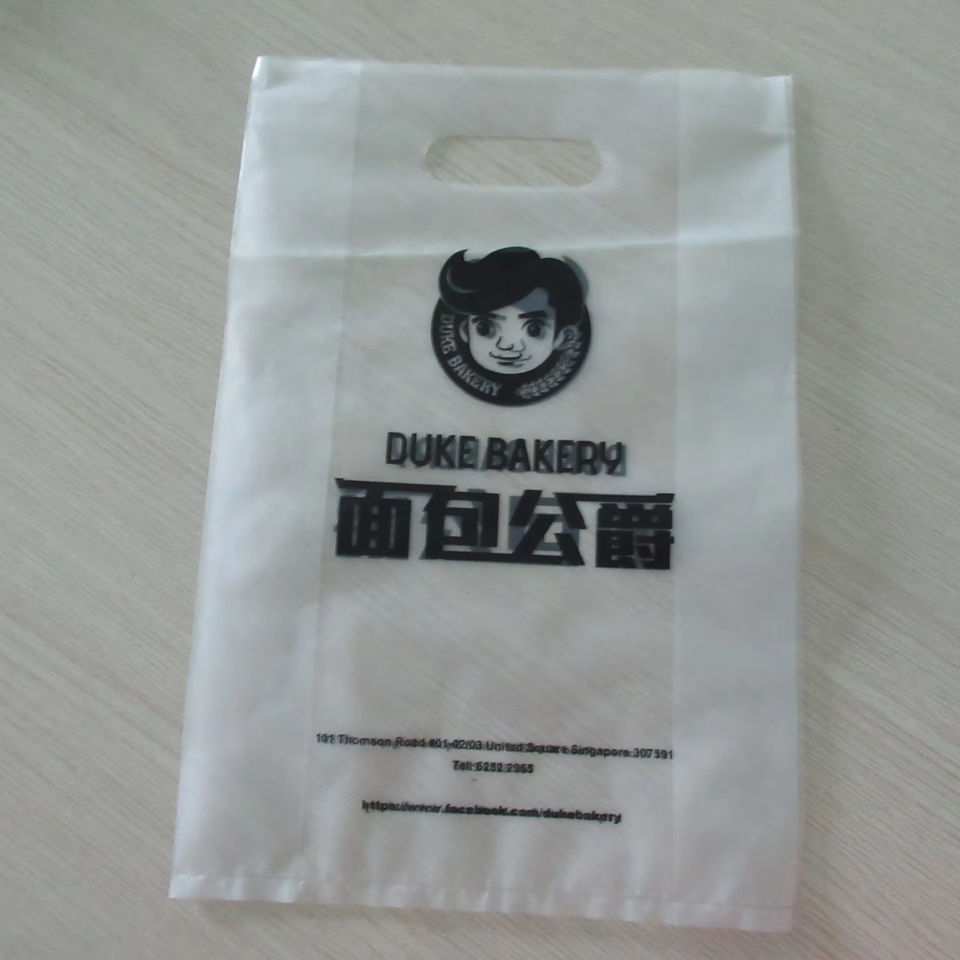 DUKE BAKERY
DUKE BAKERY
面包公爵
101 Thomson Road #01-02/03 United Square Singapore 307591
Tel: 6252 2955
https://www.facebook.com/dukebakery